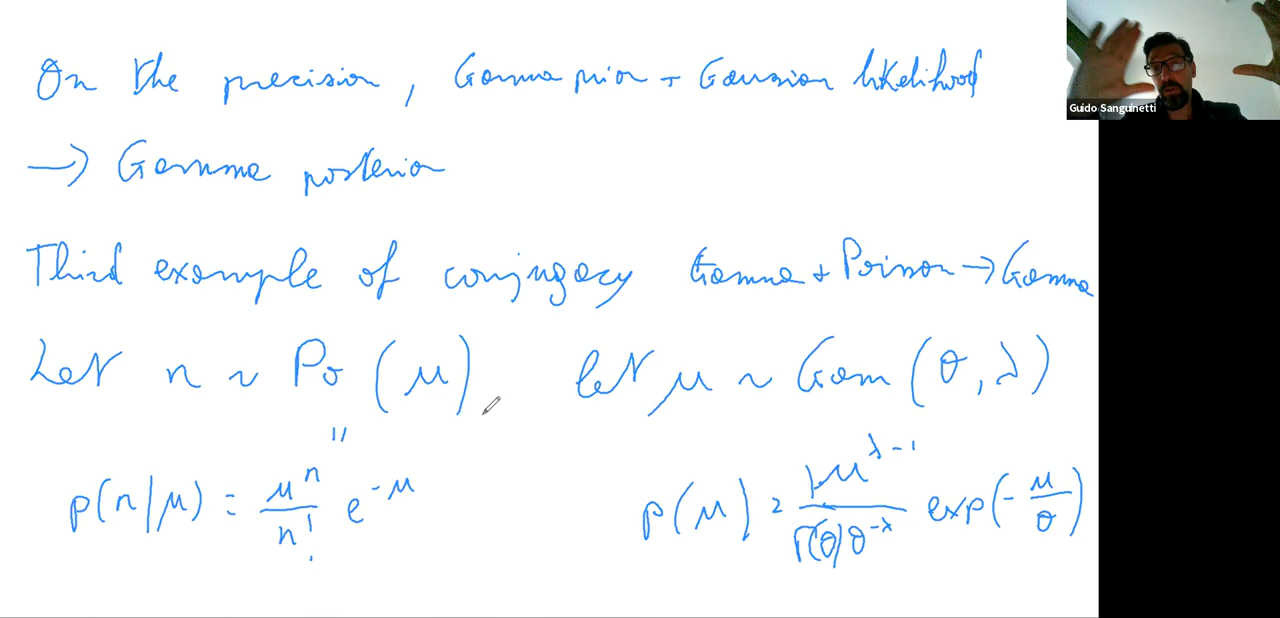 On the precision, Gamma prior + Gaussian likelihood
Guido Sanguinetti
→ Gamma posterior
Third example of conjugacy Gamma + Poisson → Gamma
Let n ~ Po (μ) let μ ~ Gam (θ, λ)
p(n|μ) = μ^n / n! e^{-μ} p(μ) = μ^{λ-1} / Γ(θ) θ^{-λ} exp(-μ/θ)